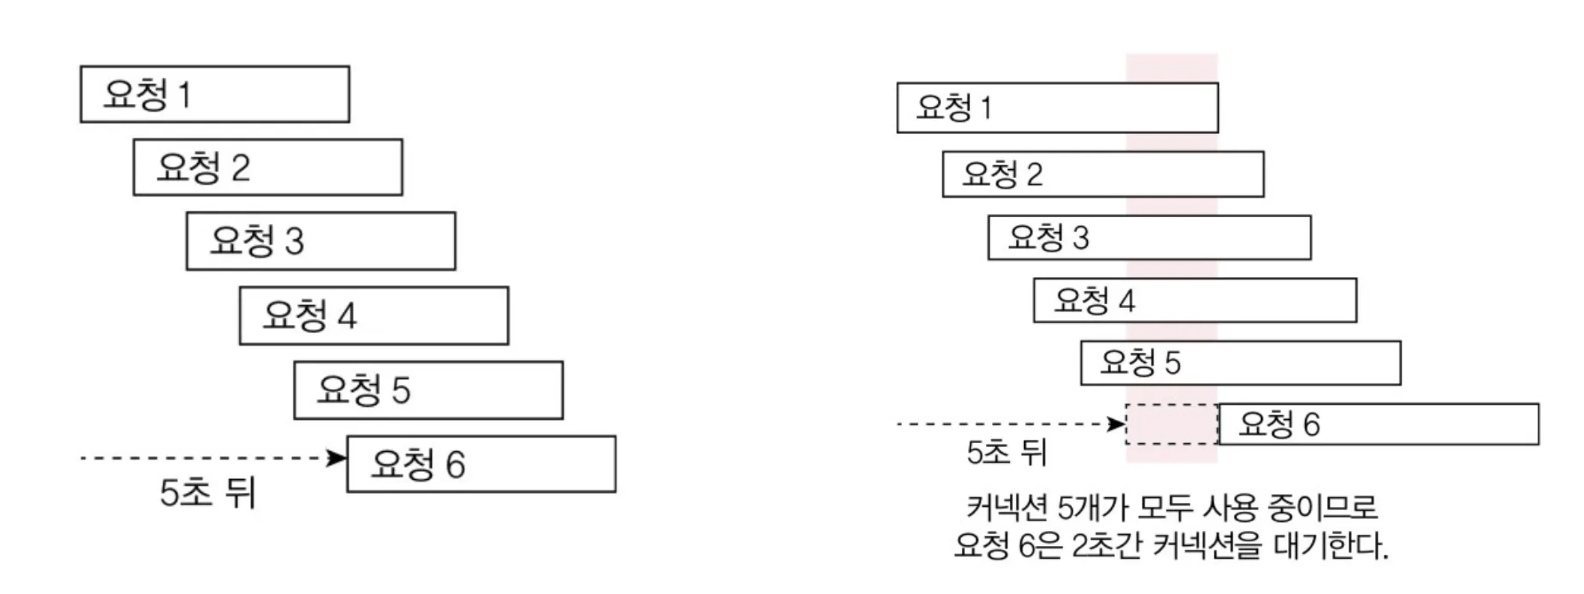 요청 1
요청 2
요청 3
요청 4
요청 5
요청 6
5초 뒤
요청 1
요청 2
요청 3
요청 4
요청 5
요청 6
5초 뒤
커넥션 5개가 모두 사용 중이므로
요청 6은 2초간 커넥션을 대기한다.